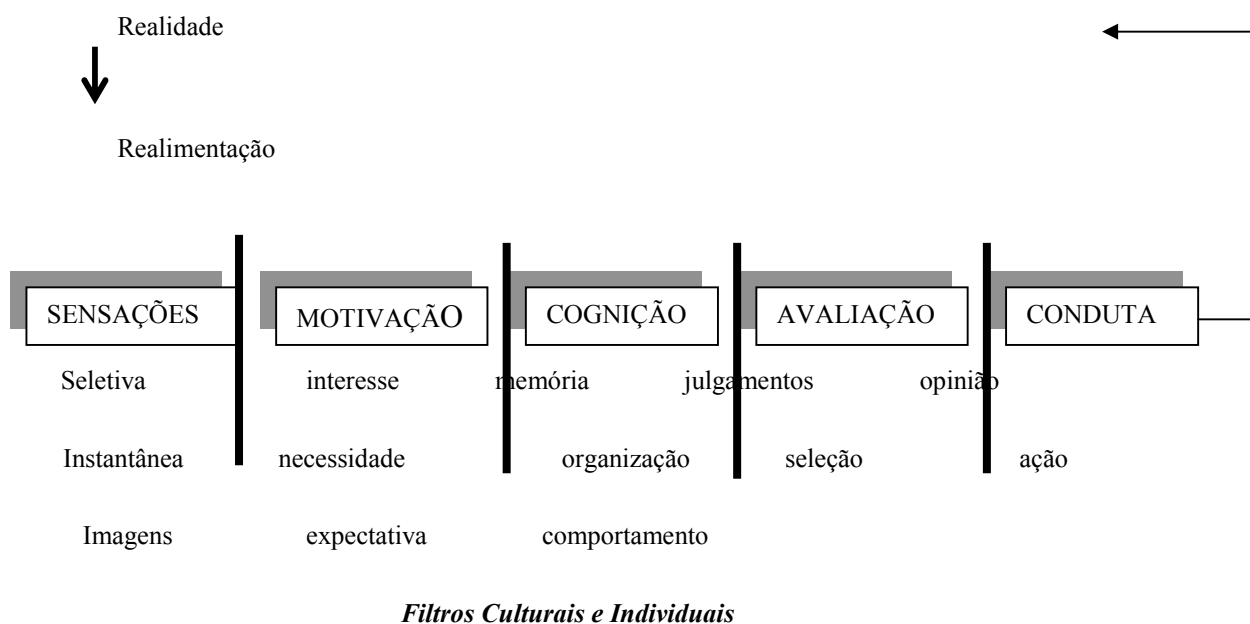 Realidade
Realimentação
SENSAÇÕES MOTIVAÇÃO COGNIÇÃO AVALIAÇÃO CONDUTA
Seletiva interesse memória julgamentos opinião
Instantânea necessidade organização seleção ação
Imagens expectativa comportamento
Filtros Culturais e Individuais